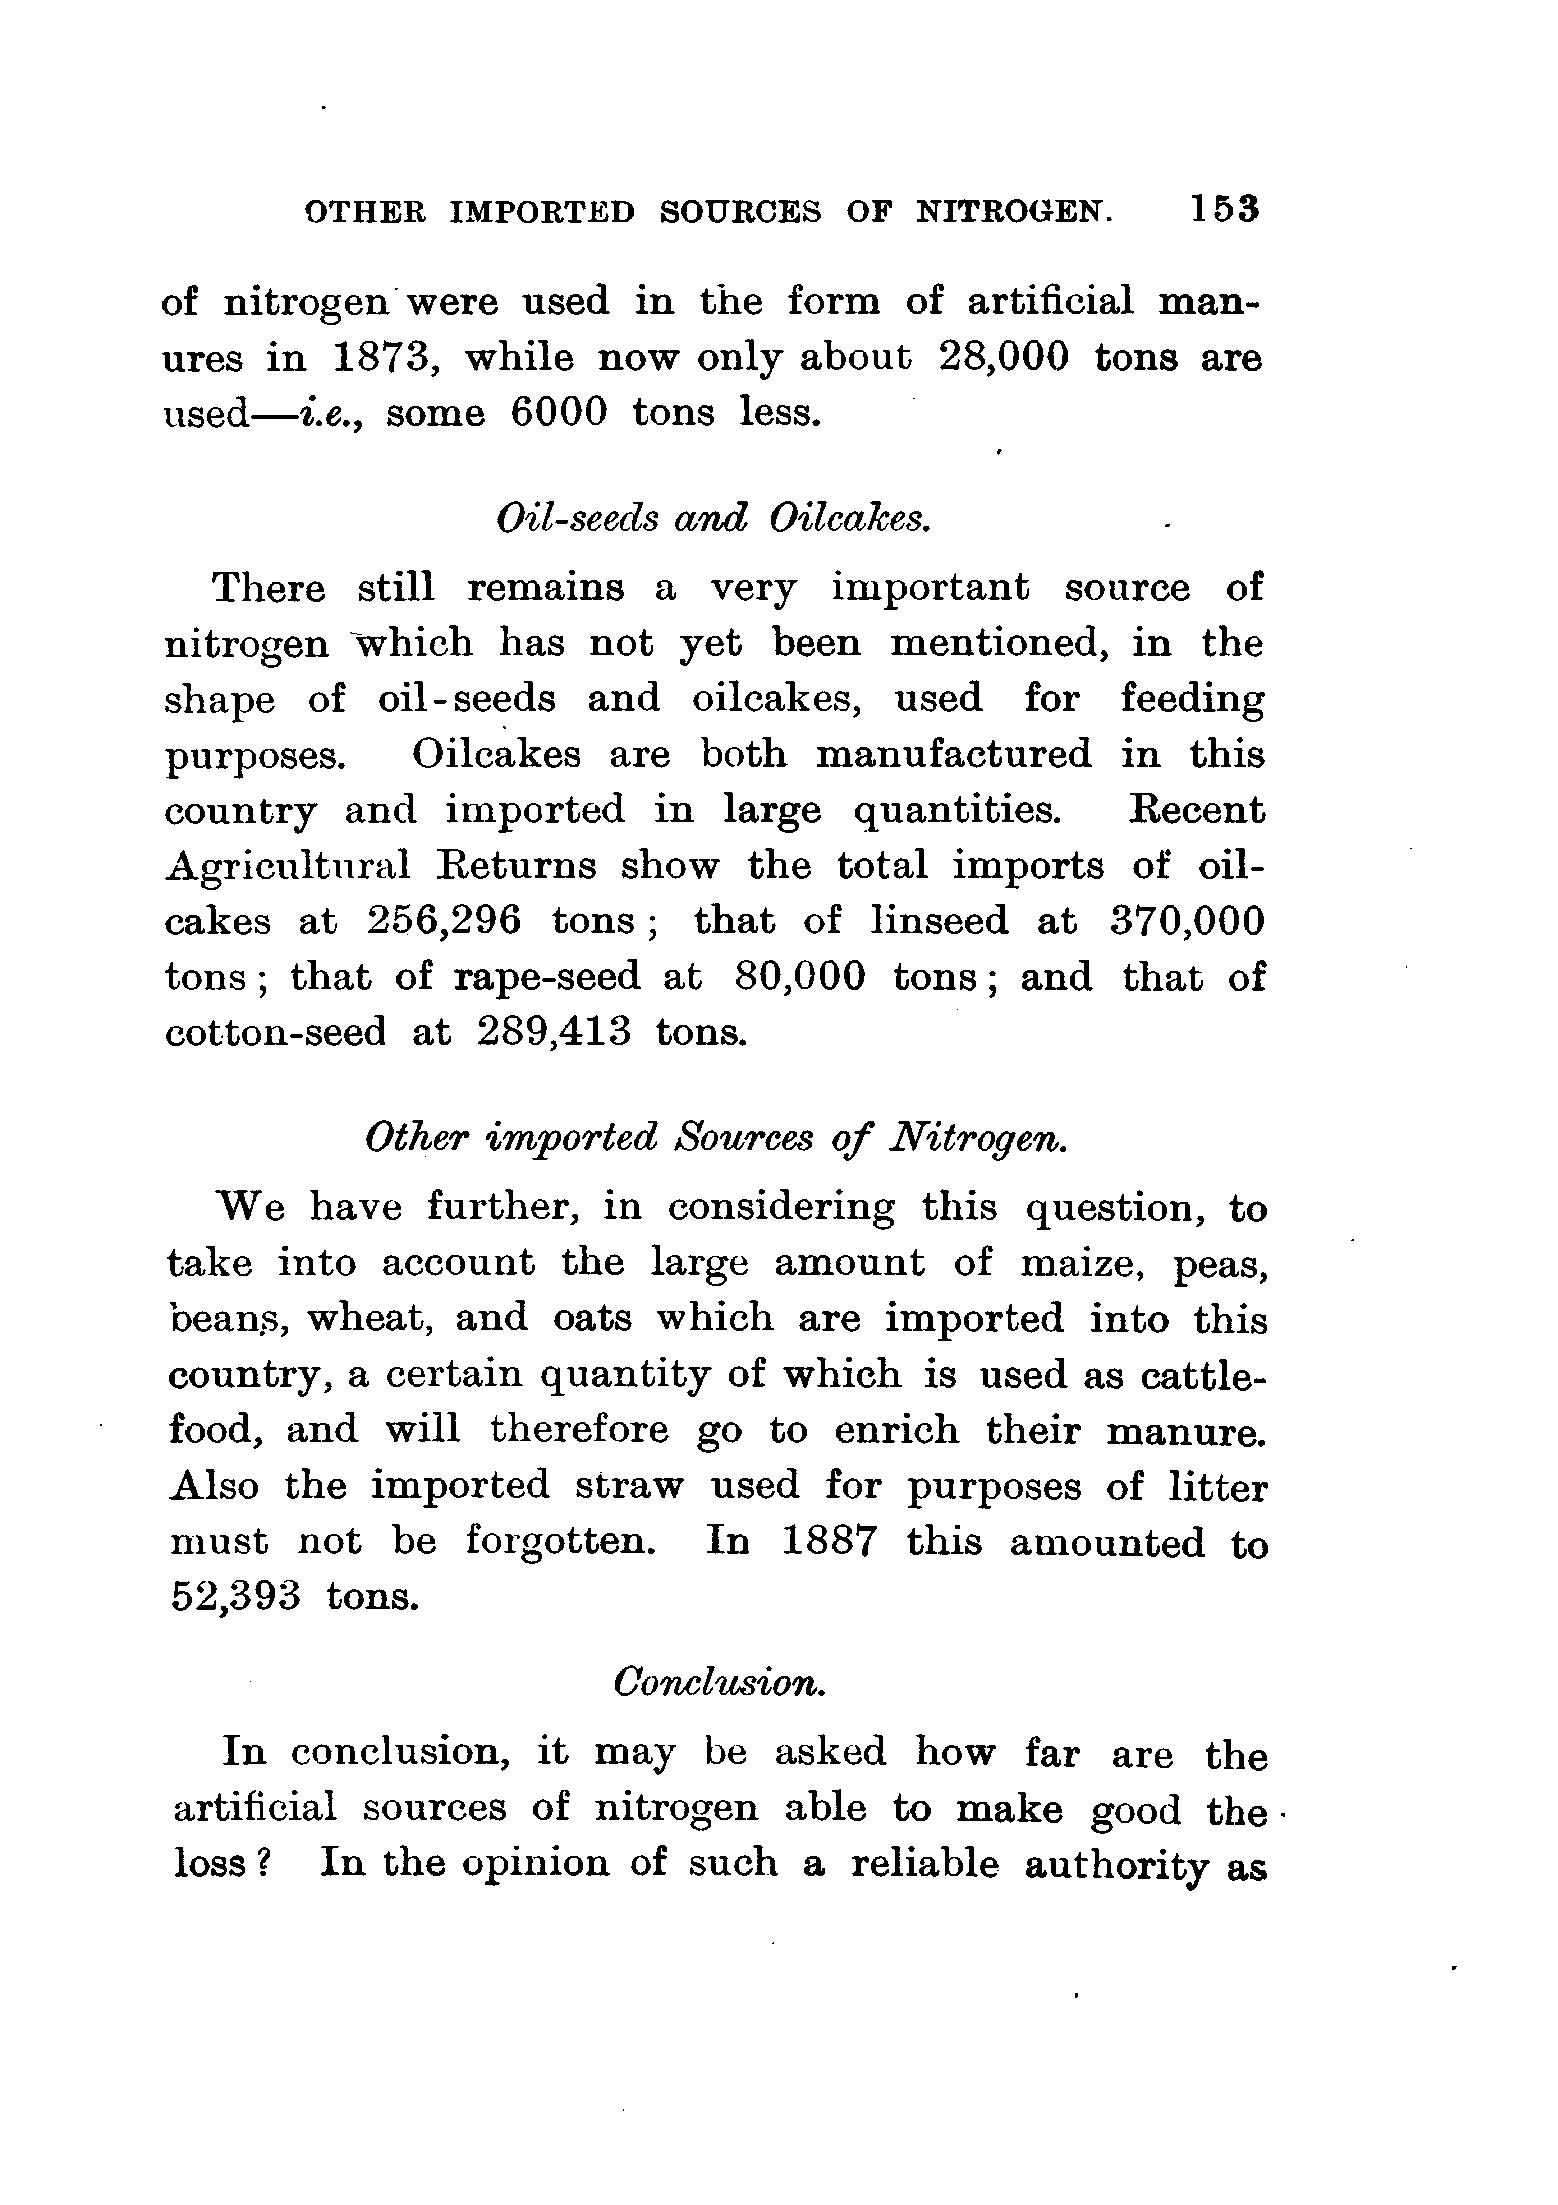 OTHER IMPORTED SOURCES OF NITROGEN. 153
of nitrogen were used in the form of artificial man-
ures in 1873, while now only about 28,000 tons are
used—i.e., some 6000 tons less.
Oil-seeds and Oilcakes.
There still remains a very important source of
nitrogen which has not yet been mentioned, in the
shape of oil-seeds and oilcakes, used for feeding
purposes. Oilcakes are both manufactured in this
country and imported in large quantities. Recent
Agricultural Returns show the total imports of oil-
cakes at 256,296 tons; that of linseed at 370,000
tons; that of rape-seed at 80,000 tons; and that of
cotton-seed at 289,413 tons.
Other imported Sources of Nitrogen.
We have further, in considering this question, to
take into account the large amount of maize, peas,
beans, wheat, and oats which are imported into this
country, a certain quantity of which is used as cattle-
food, and will therefore go to enrich their manure.
Also the imported straw used for purposes of litter
must not be forgotten. In 1887 this amounted to
52,393 tons.
Conclusion.
In conclusion, it may be asked how far are the
artificial sources of nitrogen able to make good the
loss? In the opinion of such a reliable authority as